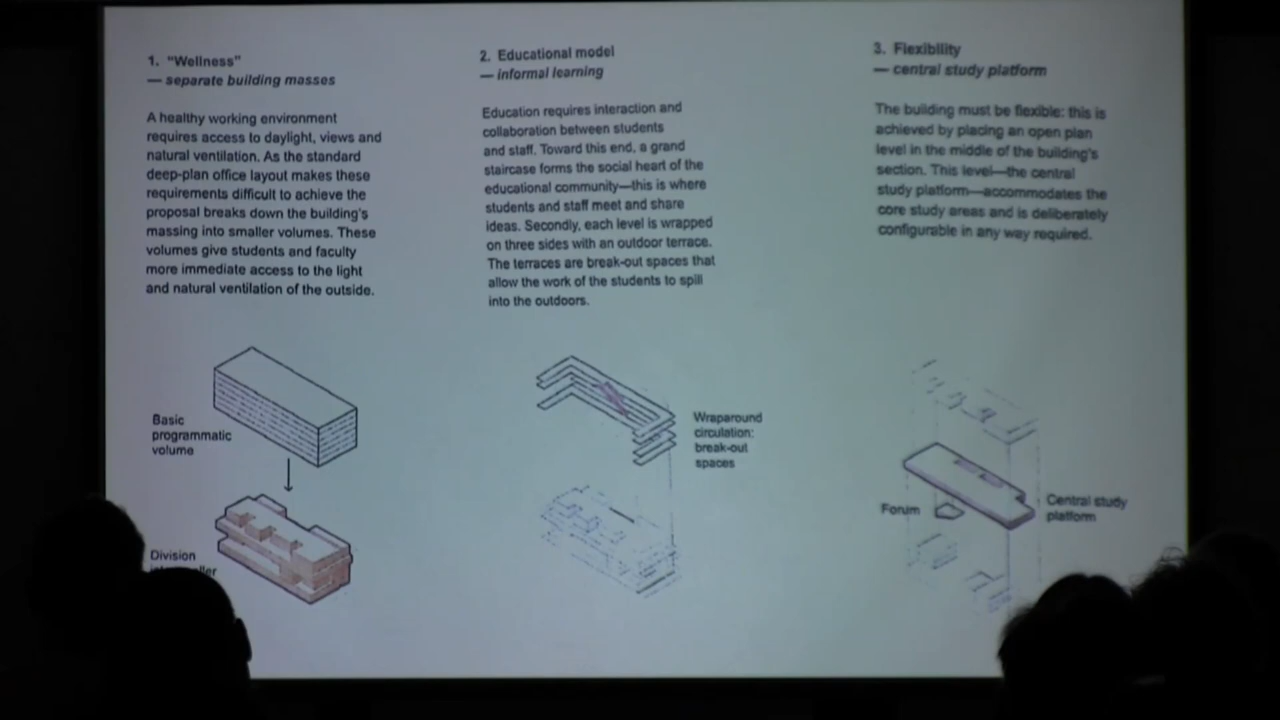 1. "Wellness"
— separate building masses
A healthy working environment
requires access to daylight, views and
natural ventilation. As the standard
deep-plan office layout makes these
requirements difficult to achieve the
proposal breaks down the building's
massing into smaller volumes. These
volumes give students and faculty
more immediate access to the light
and natural ventilation of the outside.
Basic
programmatic
volume
Division
2. Educational model
— informal learning
Education requires interaction and
collaboration between students
and staff. Toward this end, a grand
staircase forms the social heart of the
educational community—this is where
students and staff meet and share
ideas. Secondly, each level is wrapped
on three sides with an outdoor terrace.
The terraces are break-out spaces that
allow the work of the students to spill
into the outdoors.
Wraparound
circulation:
break-out
spaces
3. Flexibility
— central study platform
The building must be flexible: this is
achieved by placing an open plan
level in the middle of the building's
section. This level—the central
study platform—accommodates the
core study areas and is deliberately
configurable in any way required.
Forum
Central study
platform